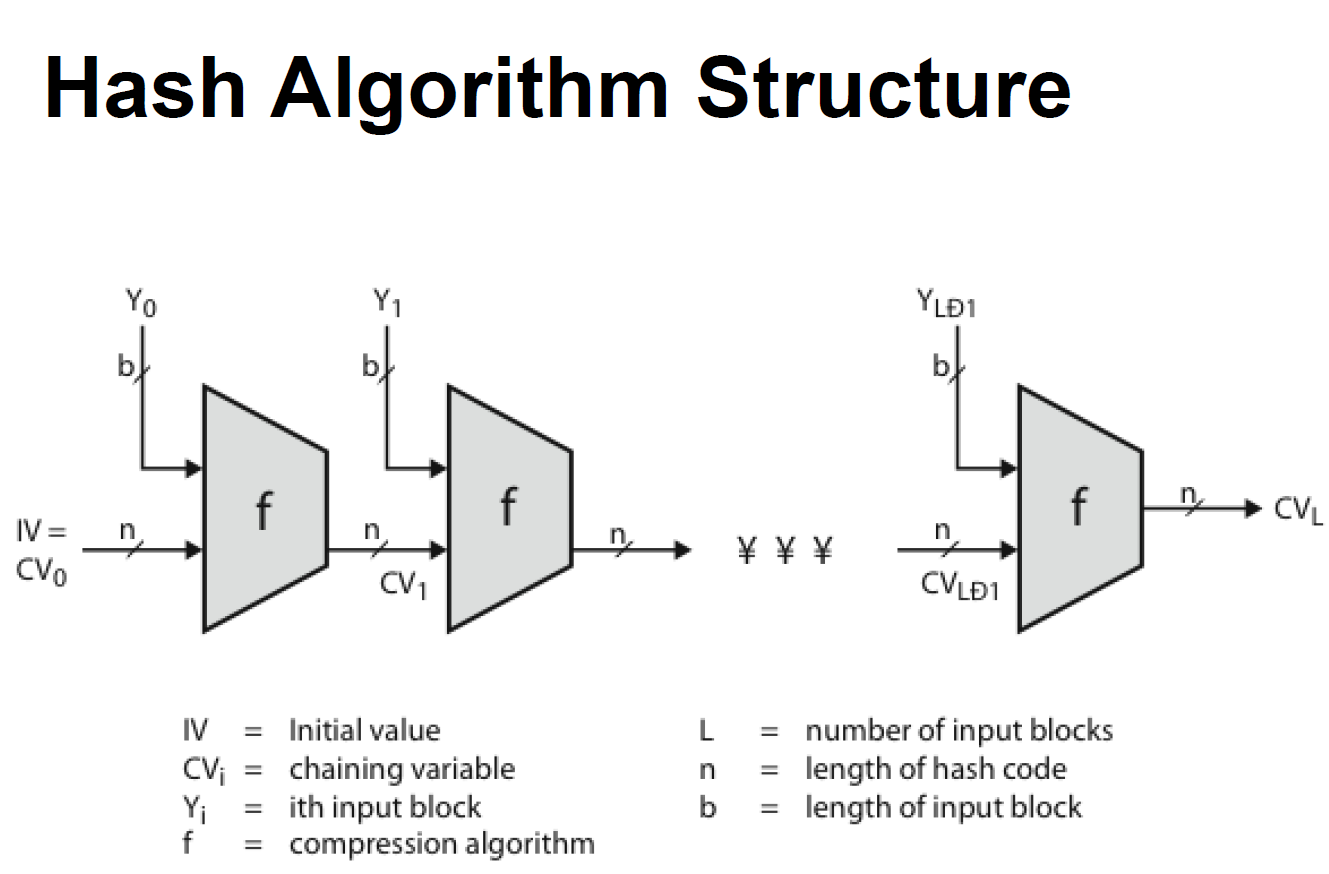 Hash Algorithm Structure
Y0 Y1 YLÐ1
b b b
f f f
n CVL
IV = n n n ¥ ¥ ¥ n
CV0 CV1 CVLÐ1
IV = Initial value L = number of input blocks
CVi = chaining variable n = length of hash code
Yi = ith input block b = length of input block
f = compression algorithm